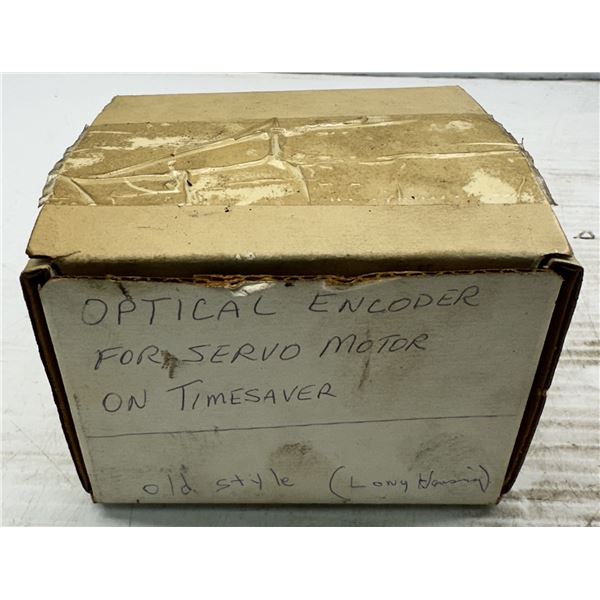 OPTICAL ENCODER
FOR SERVO MOTOR
ON TIMESAVER
old style (Long Housing)